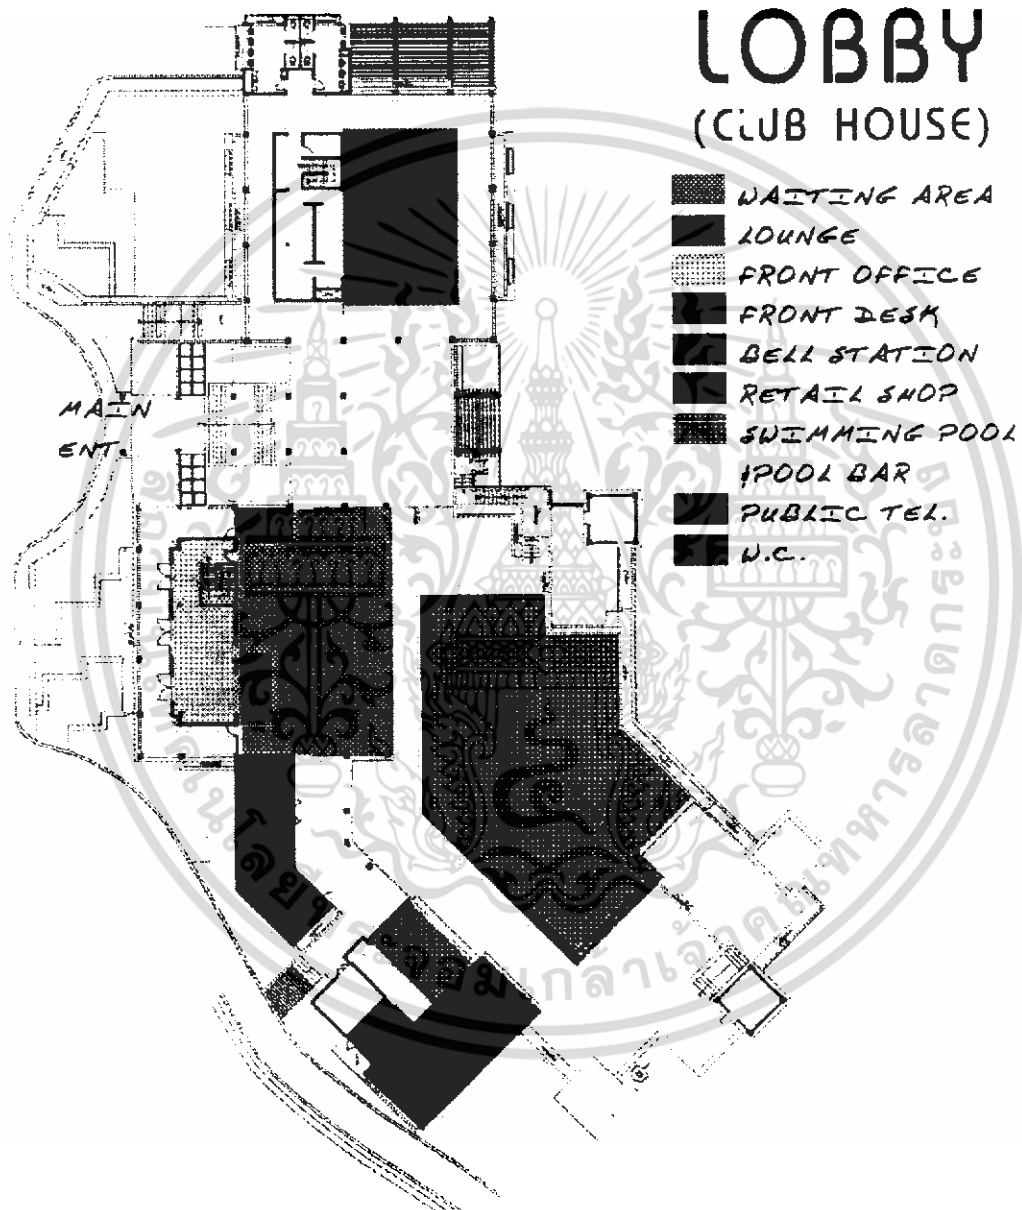 LOBBY
(CLUB HOUSE)
WAITING AREA
LOUNGE
FRONT OFFICE
FRONT DESK
BELL STATION
RETAIL SHOP
SWIMMING POOL
&POOL BAR
PUBLIC TEL.
W.C.
MAIN
ENT.